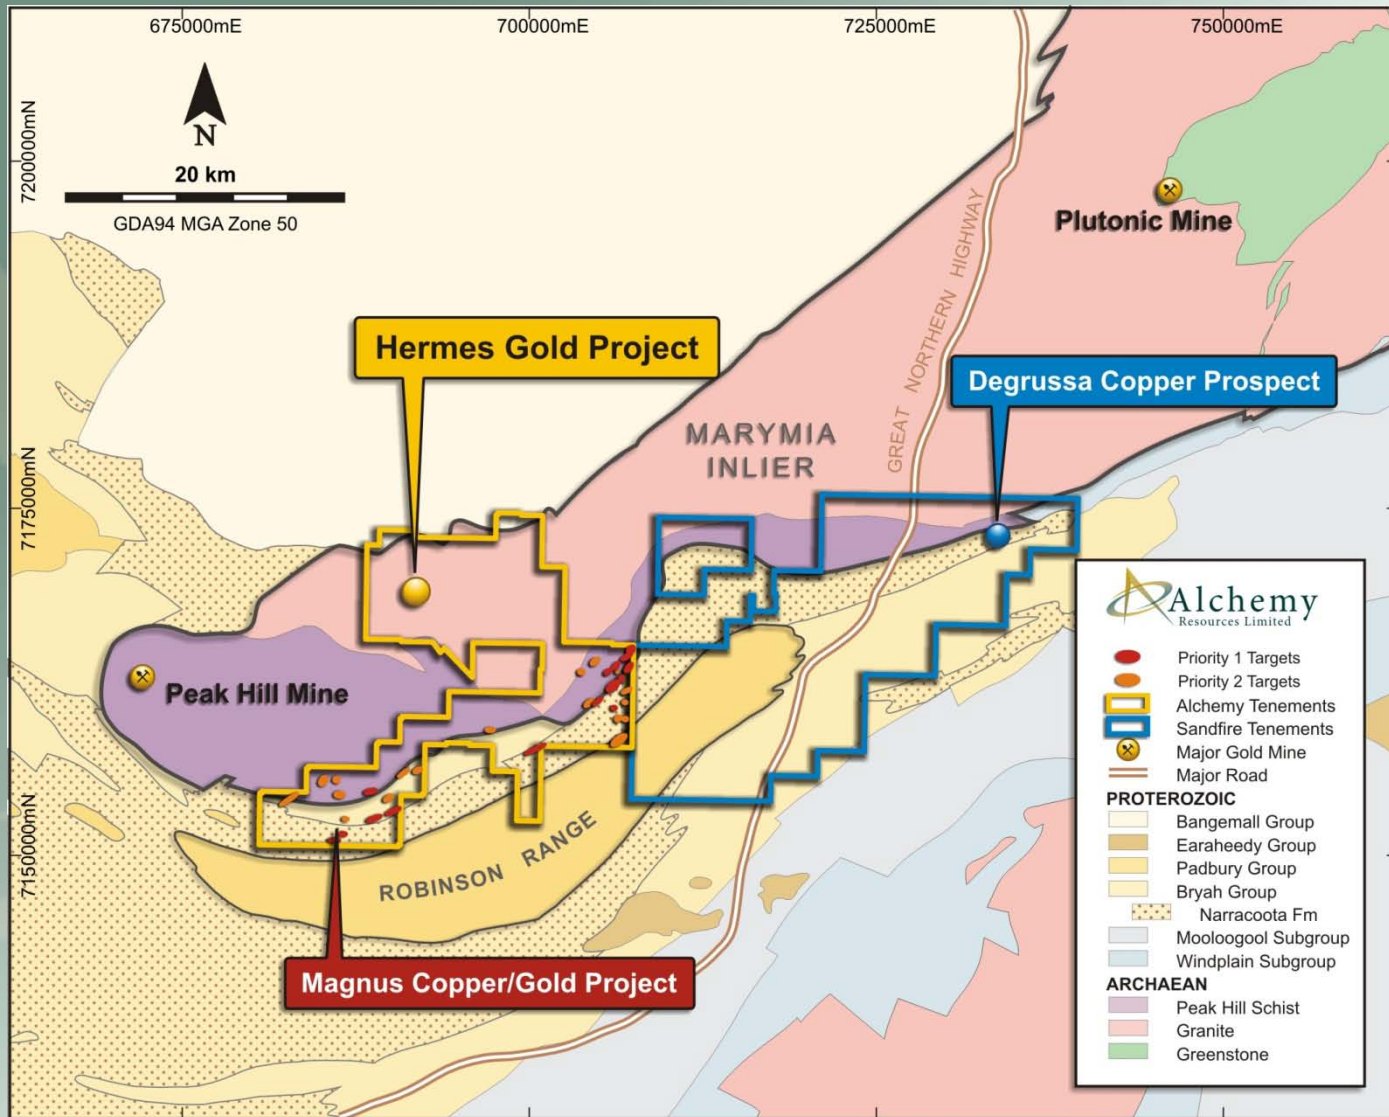 675000mE
700000mE
725000mE
750000mE
7200000mN
7175000mN
7150000mN
N
20 km
GDA94 MGA Zone 50
Plutonic Mine
GREAT NORTHERN HIGHWAY
Hermes Gold Project
Degrussa Copper Prospect
MARYMIA
INLIER
Peak Hill Mine
ROBINSON RANGE
Magnus Copper/Gold Project
Alchemy
Resources Limited
Priority 1 Targets
Priority 2 Targets
Alchemy Tenements
Sandfire Tenements
Major Gold Mine
Major Road
PROTEROZOIC
Bangemall Group
Earaheedy Group
Padbury Group
Bryah Group
Narracoota Fm
Mooloogool Subgroup
Windplain Subgroup
ARCHAEAN
Peak Hill Schist
Granite
Greenstone